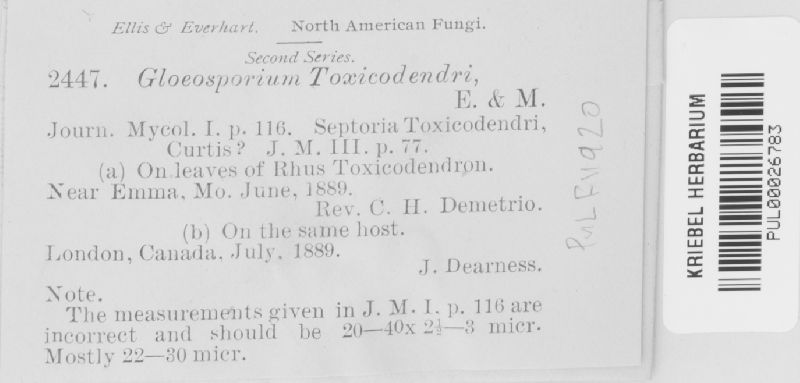 Ellis & Everhart. North American Fungi.
Second Series.
2447. Gloeosporium Toxicodendri,
E. & M.
Journ. Mycol. I. p. 116. Septoria Toxicodendri,
Curtis? J. M. III. p. 77.
(a) On leaves of Rhus Toxicodendron.
Near Emma, Mo. June, 1889.
Rev. C. H. Demetrio.
(b) On the same host.
London, Canada, July, 1889.
J. Dearness.
Note.
The measurements given in J. M. I. p. 116 are
incorrect and should be 20—40x 2½—3 micr.
Mostly 22—30 micr.
PUL F11920
KRIEBEL HERBARIUM
PUL00026783